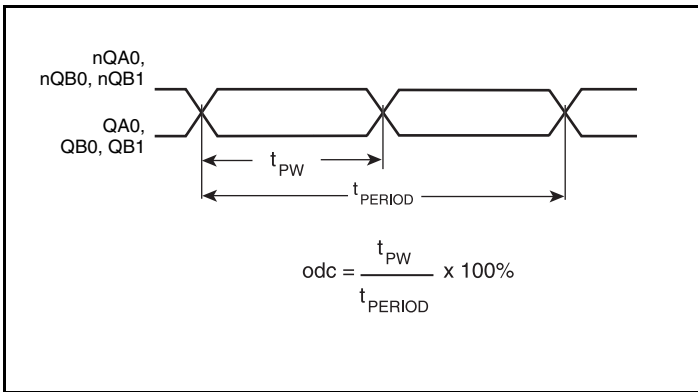 nQA0,
nQB0, nQB1
QA0,
QB0, QB1
tPW
tPERIOD
odc = tPW / tPERIOD x 100%